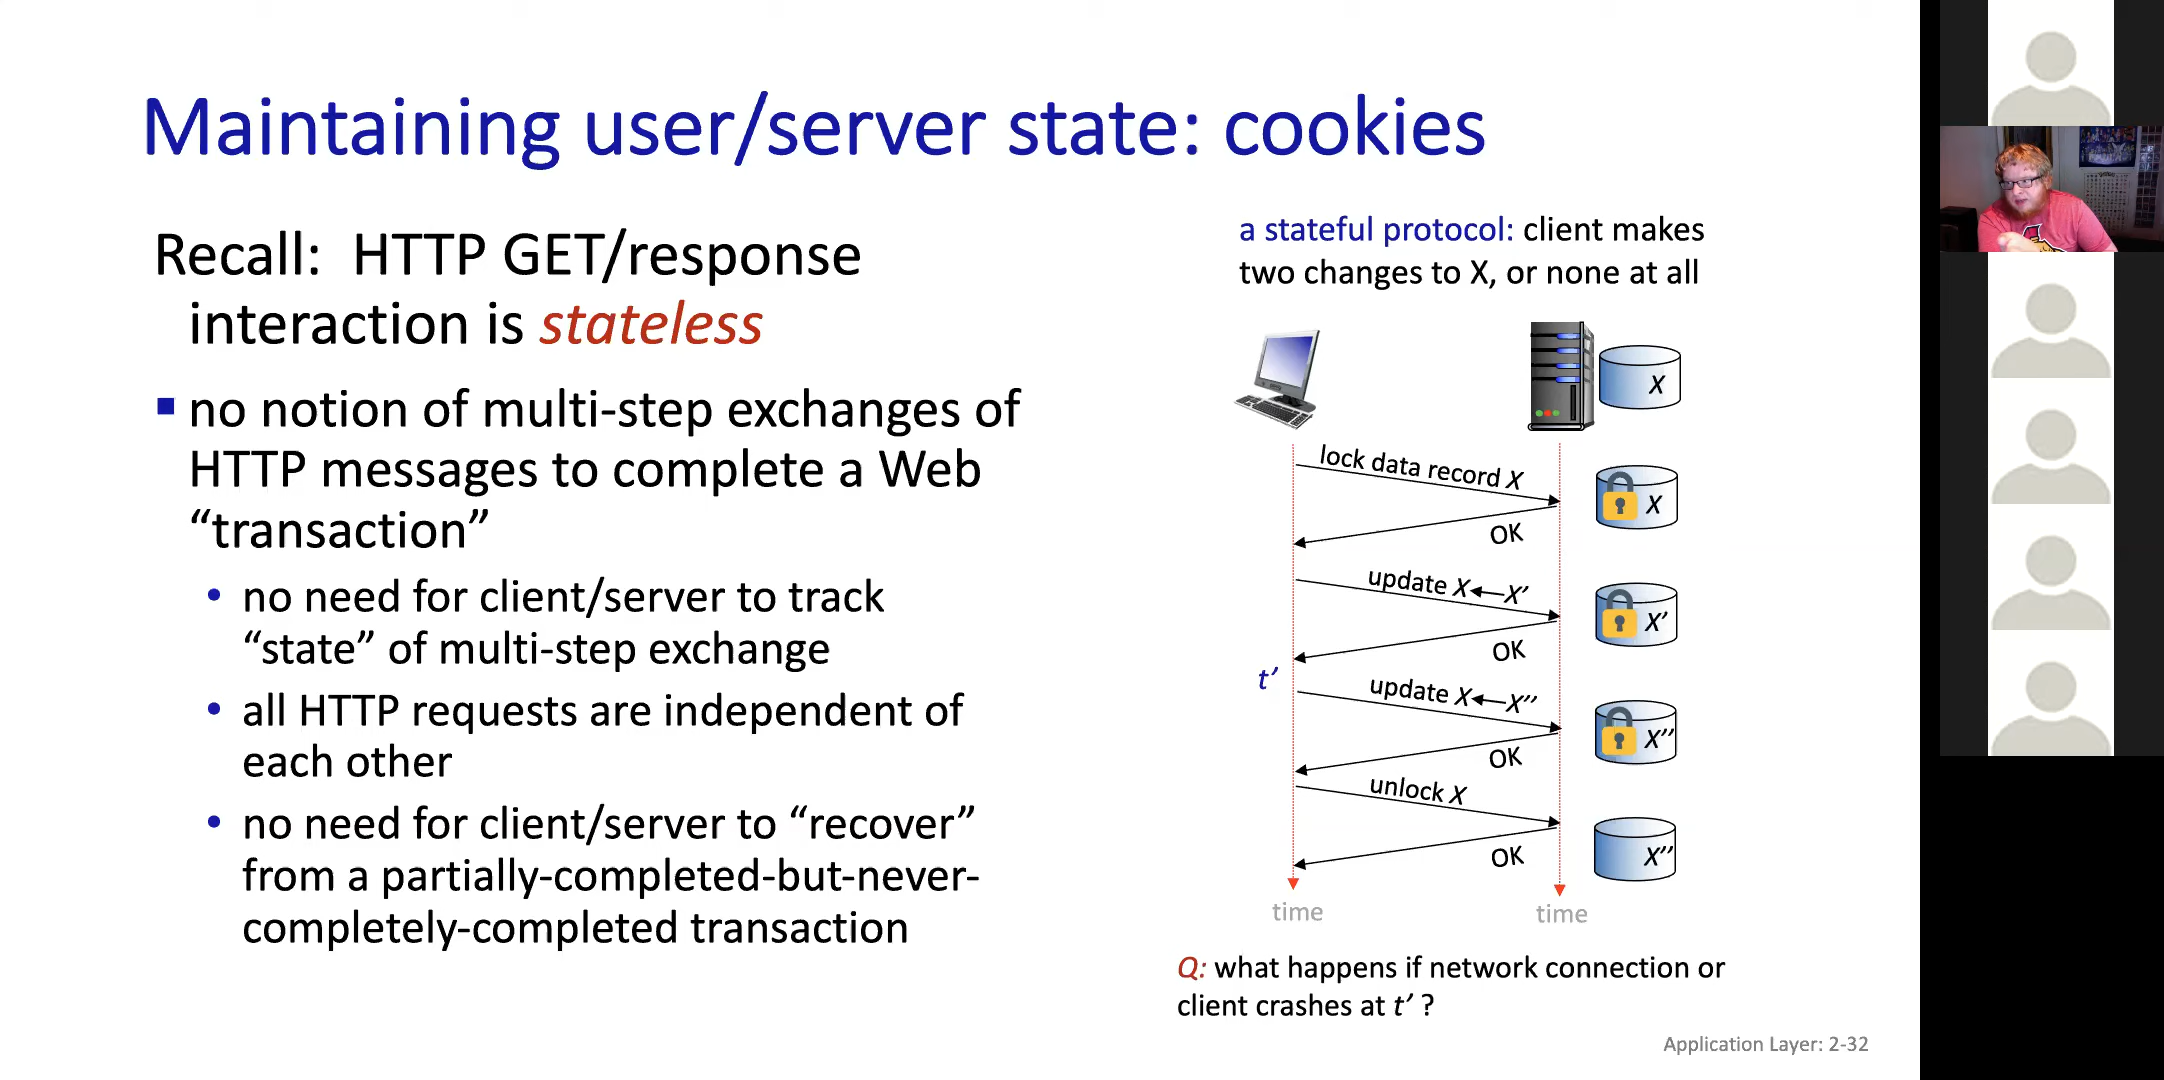 Maintaining user/server state: cookies
Recall:  HTTP GET/response
interaction is stateless
▪ no notion of multi-step exchanges of
HTTP messages to complete a Web
“transaction”
• no need for client/server to track
“state” of multi-step exchange
• all HTTP requests are independent of
each other
• no need for client/server to “recover”
from a partially-completed-but-never-
completely-completed transaction
a stateful protocol: client makes
two changes to X, or none at all
X
lock data record X
X
OK
update X←X’
X’
OK
t’
update X←X’’
X’’
OK
unlock X
X’’
OK
time
time
Q: what happens if network connection or
client crashes at t’ ?
Application Layer: 2-32